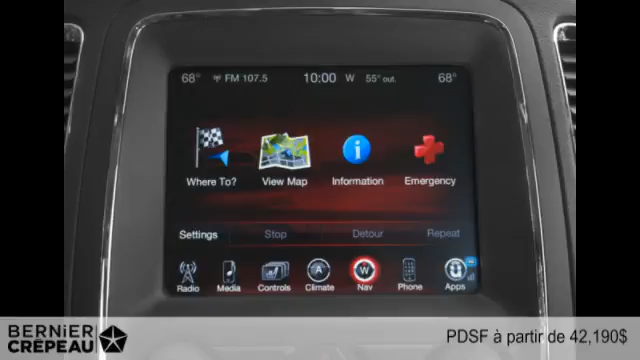 68° FM 107.5 10:00 W 55° out. 68°
Where To? View Map Information Emergency
Settings Stop Detour Repeat
A W
Radio Media Controls Climate Nav Phone Apps
BERNIER
CRÊPEAU
PDSF à partir de 42,190$